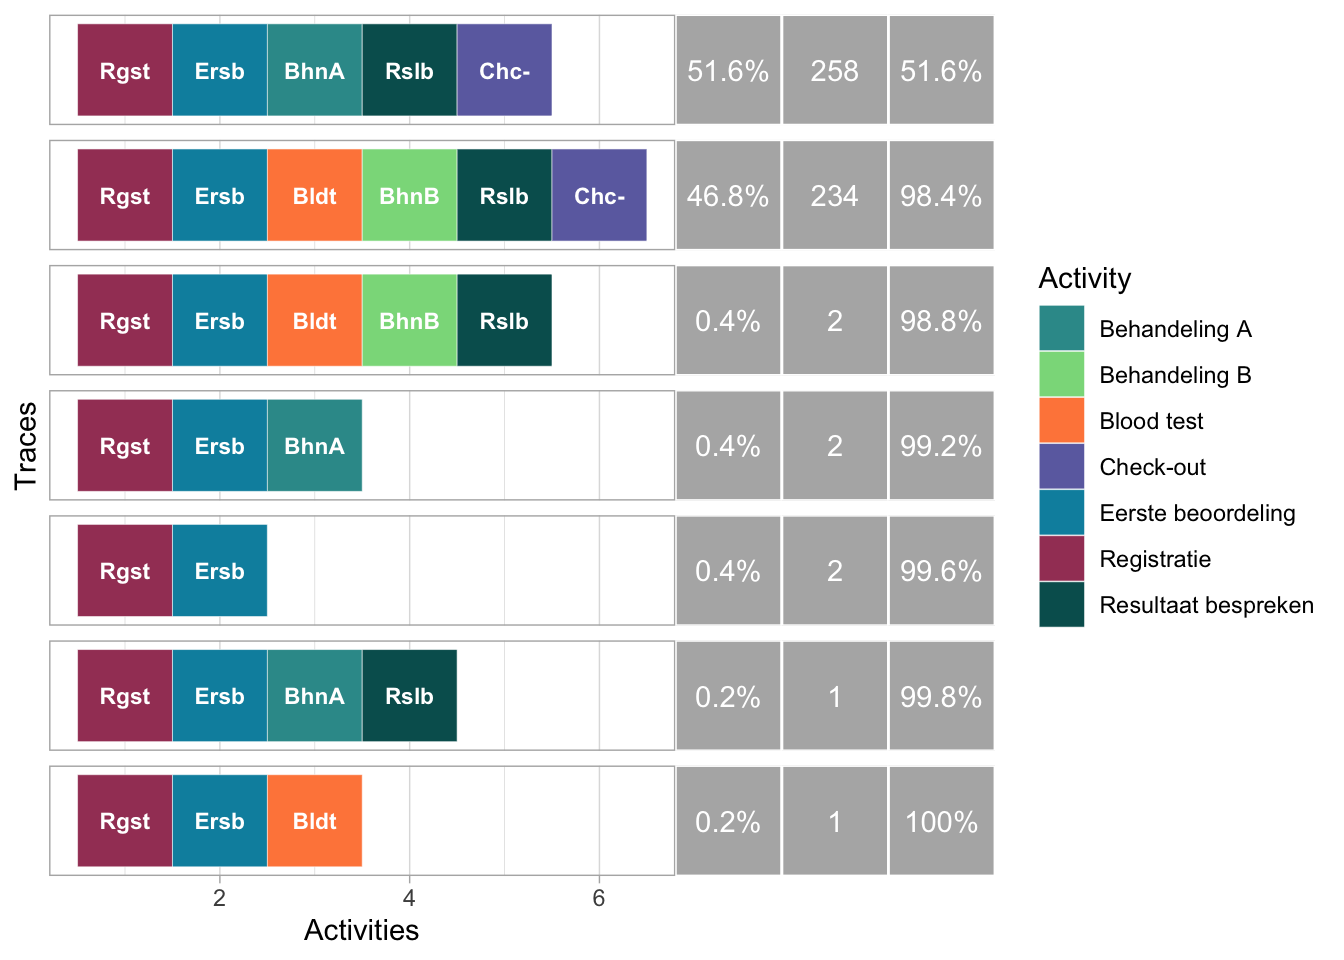 Rgst Ersb BhnA Rslb Chc- 51.6% 258 51.6%
Rgst Ersb Bldt BhnB Rslb Chc- 46.8% 234 98.4%
Rgst Ersb Bldt BhnB Rslb 0.4% 2 98.8%
Rgst Ersb BhnA 0.4% 2 99.2%
Rgst Ersb 0.4% 2 99.6%
Rgst Ersb BhnA Rslb 0.2% 1 99.8%
Rgst Ersb Bldt 0.2% 1 100%
Traces
2 4 6
Activities
Activity
Behandeling A
Behandeling B
Blood test
Check-out
Eerste beoordeling
Registratie
Resultaat bespreken